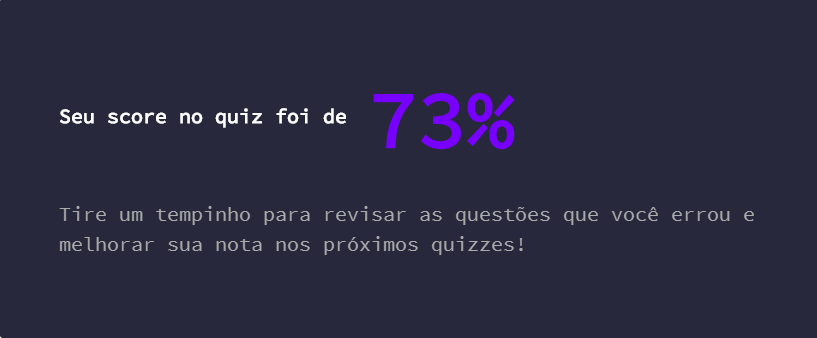 Seu score no quiz foi de 73%
Tire um tempinho para revisar as questões que você errou e
melhorar sua nota nos próximos quizzes!